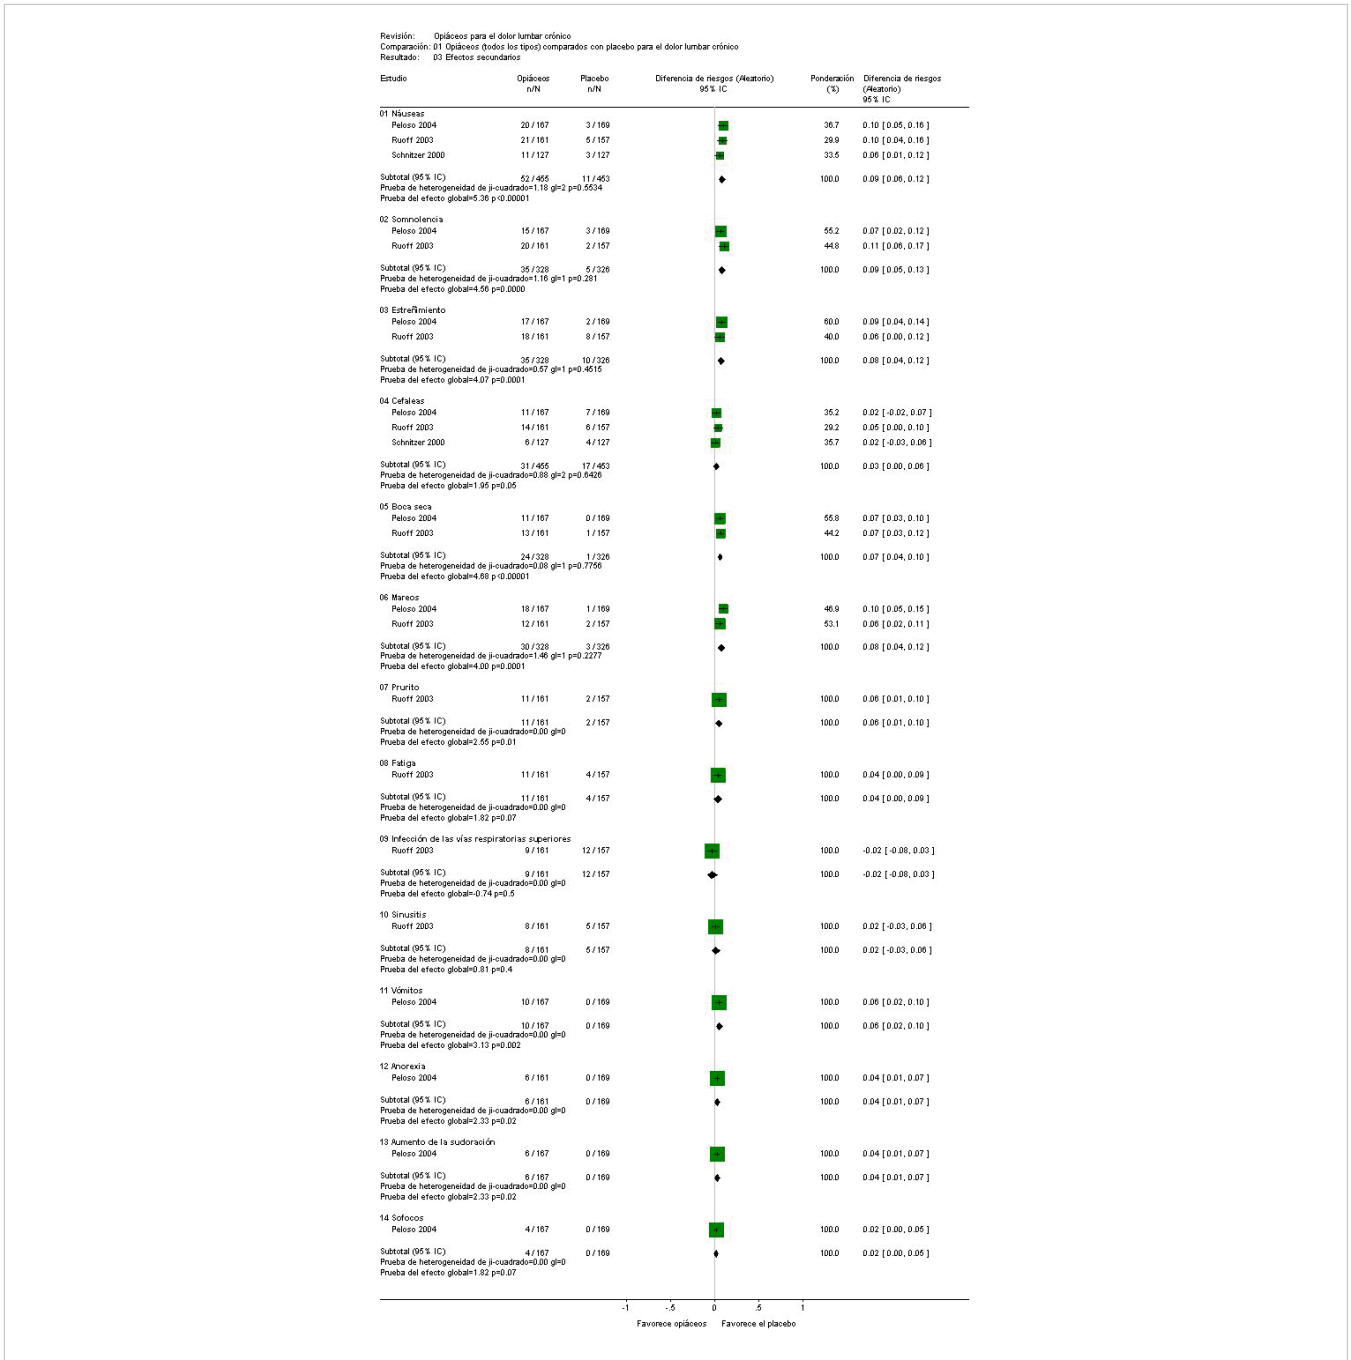 Revisión: Opiáceos para el dolor lumbar crónico
Comparación: 01 Opiáceos (todos los tipos) comparados con placebo para el dolor lumbar crónico
Resultado: 03 Efectos secundarios
Estudio Opiáceos Placebo Diferencia de riesgos (Aleatorio) Ponderación Diferencia de riesgos
n/N n/N 95% IC (%) (Aleatorio)
95% IC
01 Náuseas
Peloso 2004 20 / 167 3 / 169 36.7 0.10 [ 0.05, 0.16 ]
Ruoff 2003 21 / 161 5 / 157 29.9 0.10 [ 0.04, 0.16 ]
Schnitzer 2000 11 / 127 3 / 127 33.5 0.06 [ 0.01, 0.12 ]
Subtotal (95% IC) 52 / 455 11 / 453 100.0 0.09 [ 0.06, 0.12 ]
Prueba de heterogeneidad de ji-cuadrado=1.18 gl=2 p=0.5534
Prueba del efecto global=5.36 p<0.00001
02 Somnolencia
Peloso 2004 15 / 167 3 / 169 55.2 0.07 [ 0.02, 0.12 ]
Ruoff 2003 20 / 161 2 / 157 44.8 0.11 [ 0.06, 0.17 ]
Subtotal (95% IC) 35 / 328 5 / 326 100.0 0.09 [ 0.05, 0.13 ]
Prueba de heterogeneidad de ji-cuadrado=1.16 gl=1 p=0.281
Prueba del efecto global=4.56 p=0.0000
03 Estreñimiento
Peloso 2004 17 / 167 2 / 169 60.0 0.09 [ 0.04, 0.14 ]
Ruoff 2003 18 / 161 8 / 157 40.0 0.06 [ 0.00, 0.12 ]
Subtotal (95% IC) 35 / 328 10 / 326 100.0 0.08 [ 0.04, 0.12 ]
Prueba de heterogeneidad de ji-cuadrado=0.57 gl=1 p=0.4515
Prueba del efecto global=4.07 p=0.0001
04 Cefaleas
Peloso 2004 11 / 167 7 / 169 35.2 0.02 [ -0.02, 0.07 ]
Ruoff 2003 14 / 161 6 / 157 29.2 0.05 [ 0.00, 0.10 ]
Schnitzer 2000 6 / 127 4 / 127 35.7 0.02 [ -0.03, 0.06 ]
Subtotal (95% IC) 31 / 455 17 / 453 100.0 0.03 [ 0.00, 0.06 ]
Prueba de heterogeneidad de ji-cuadrado=0.88 gl=2 p=0.6426
Prueba del efecto global=1.95 p=0.05
05 Boca seca
Peloso 2004 11 / 167 0 / 169 55.8 0.07 [ 0.03, 0.10 ]
Ruoff 2003 13 / 161 1 / 157 44.2 0.07 [ 0.03, 0.12 ]
Subtotal (95% IC) 24 / 328 1 / 326 100.0 0.07 [ 0.04, 0.10 ]
Prueba de heterogeneidad de ji-cuadrado=0.08 gl=1 p=0.7756
Prueba del efecto global=4.68 p<0.00001
06 Mareos
Peloso 2004 18 / 167 1 / 169 46.9 0.10 [ 0.05, 0.15 ]
Ruoff 2003 12 / 161 2 / 157 53.1 0.06 [ 0.02, 0.11 ]
Subtotal (95% IC) 30 / 328 3 / 326 100.0 0.08 [ 0.04, 0.12 ]
Prueba de heterogeneidad de ji-cuadrado=1.46 gl=1 p=0.2277
Prueba del efecto global=4.00 p=0.0001
07 Prurito
Ruoff 2003 11 / 161 2 / 157 100.0 0.06 [ 0.01, 0.10 ]
Subtotal (95% IC) 11 / 161 2 / 157 100.0 0.06 [ 0.01, 0.10 ]
Prueba de heterogeneidad de ji-cuadrado=0.00 gl=0
Prueba del efecto global=2.55 p=0.01
08 Fatiga
Ruoff 2003 11 / 161 4 / 157 100.0 0.04 [ 0.00, 0.09 ]
Subtotal (95% IC) 11 / 161 4 / 157 100.0 0.04 [ 0.00, 0.09 ]
Prueba de heterogeneidad de ji-cuadrado=0.00 gl=0
Prueba del efecto global=1.82 p=0.07
09 Infección de las vías respiratorias superiores
Ruoff 2003 9 / 161 12 / 157 100.0 -0.02 [ -0.08, 0.03 ]
Subtotal (95% IC) 9 / 161 12 / 157 100.0 -0.02 [ -0.08, 0.03 ]
Prueba de heterogeneidad de ji-cuadrado=0.00 gl=0
Prueba del efecto global=-0.74 p=0.5
10 Sinusitis
Ruoff 2003 8 / 161 5 / 157 100.0 0.02 [ -0.03, 0.06 ]
Subtotal (95% IC) 8 / 161 5 / 157 100.0 0.02 [ -0.03, 0.06 ]
Prueba de heterogeneidad de ji-cuadrado=0.00 gl=0
Prueba del efecto global=0.81 p=0.4
11 Vómitos
Peloso 2004 10 / 167 0 / 169 100.0 0.06 [ 0.02, 0.10 ]
Subtotal (95% IC) 10 / 167 0 / 169 100.0 0.06 [ 0.02, 0.10 ]
Prueba de heterogeneidad de ji-cuadrado=0.00 gl=0
Prueba del efecto global=3.13 p=0.002
12 Anorexia
Peloso 2004 6 / 161 0 / 169 100.0 0.04 [ 0.01, 0.07 ]
Subtotal (95% IC) 6 / 161 0 / 169 100.0 0.04 [ 0.01, 0.07 ]
Prueba de heterogeneidad de ji-cuadrado=0.00 gl=0
Prueba del efecto global=2.33 p=0.02
13 Aumento de la sudoración
Peloso 2004 6 / 167 0 / 169 100.0 0.04 [ 0.01, 0.07 ]
Subtotal (95% IC) 6 / 167 0 / 169 100.0 0.04 [ 0.01, 0.07 ]
Prueba de heterogeneidad de ji-cuadrado=0.00 gl=0
Prueba del efecto global=2.33 p=0.02
14 Sofocos
Peloso 2004 4 / 167 0 / 169 100.0 0.02 [ 0.00, 0.05 ]
Subtotal (95% IC) 4 / 167 0 / 169 100.0 0.02 [ 0.00, 0.05 ]
Prueba de heterogeneidad de ji-cuadrado=0.00 gl=0
Prueba del efecto global=1.82 p=0.07
-1 -.5 0 .5 1
Favorece opiáceos Favorece el placebo